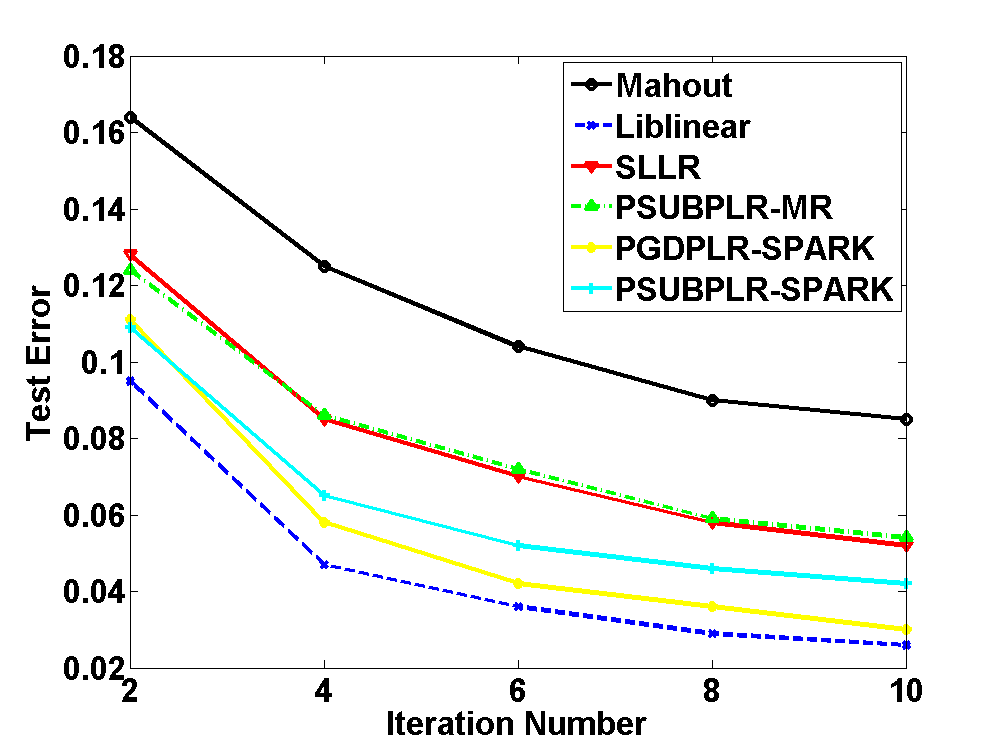 0.18
0.16
0.14
0.12
0.1
0.08
0.06
0.04
0.02
Test Error
Mahout
Liblinear
SLLR
PSUBPLR-MR
PGDPLR-SPARK
PSUBPLR-SPARK
2 4 6 8 10
Iteration Number